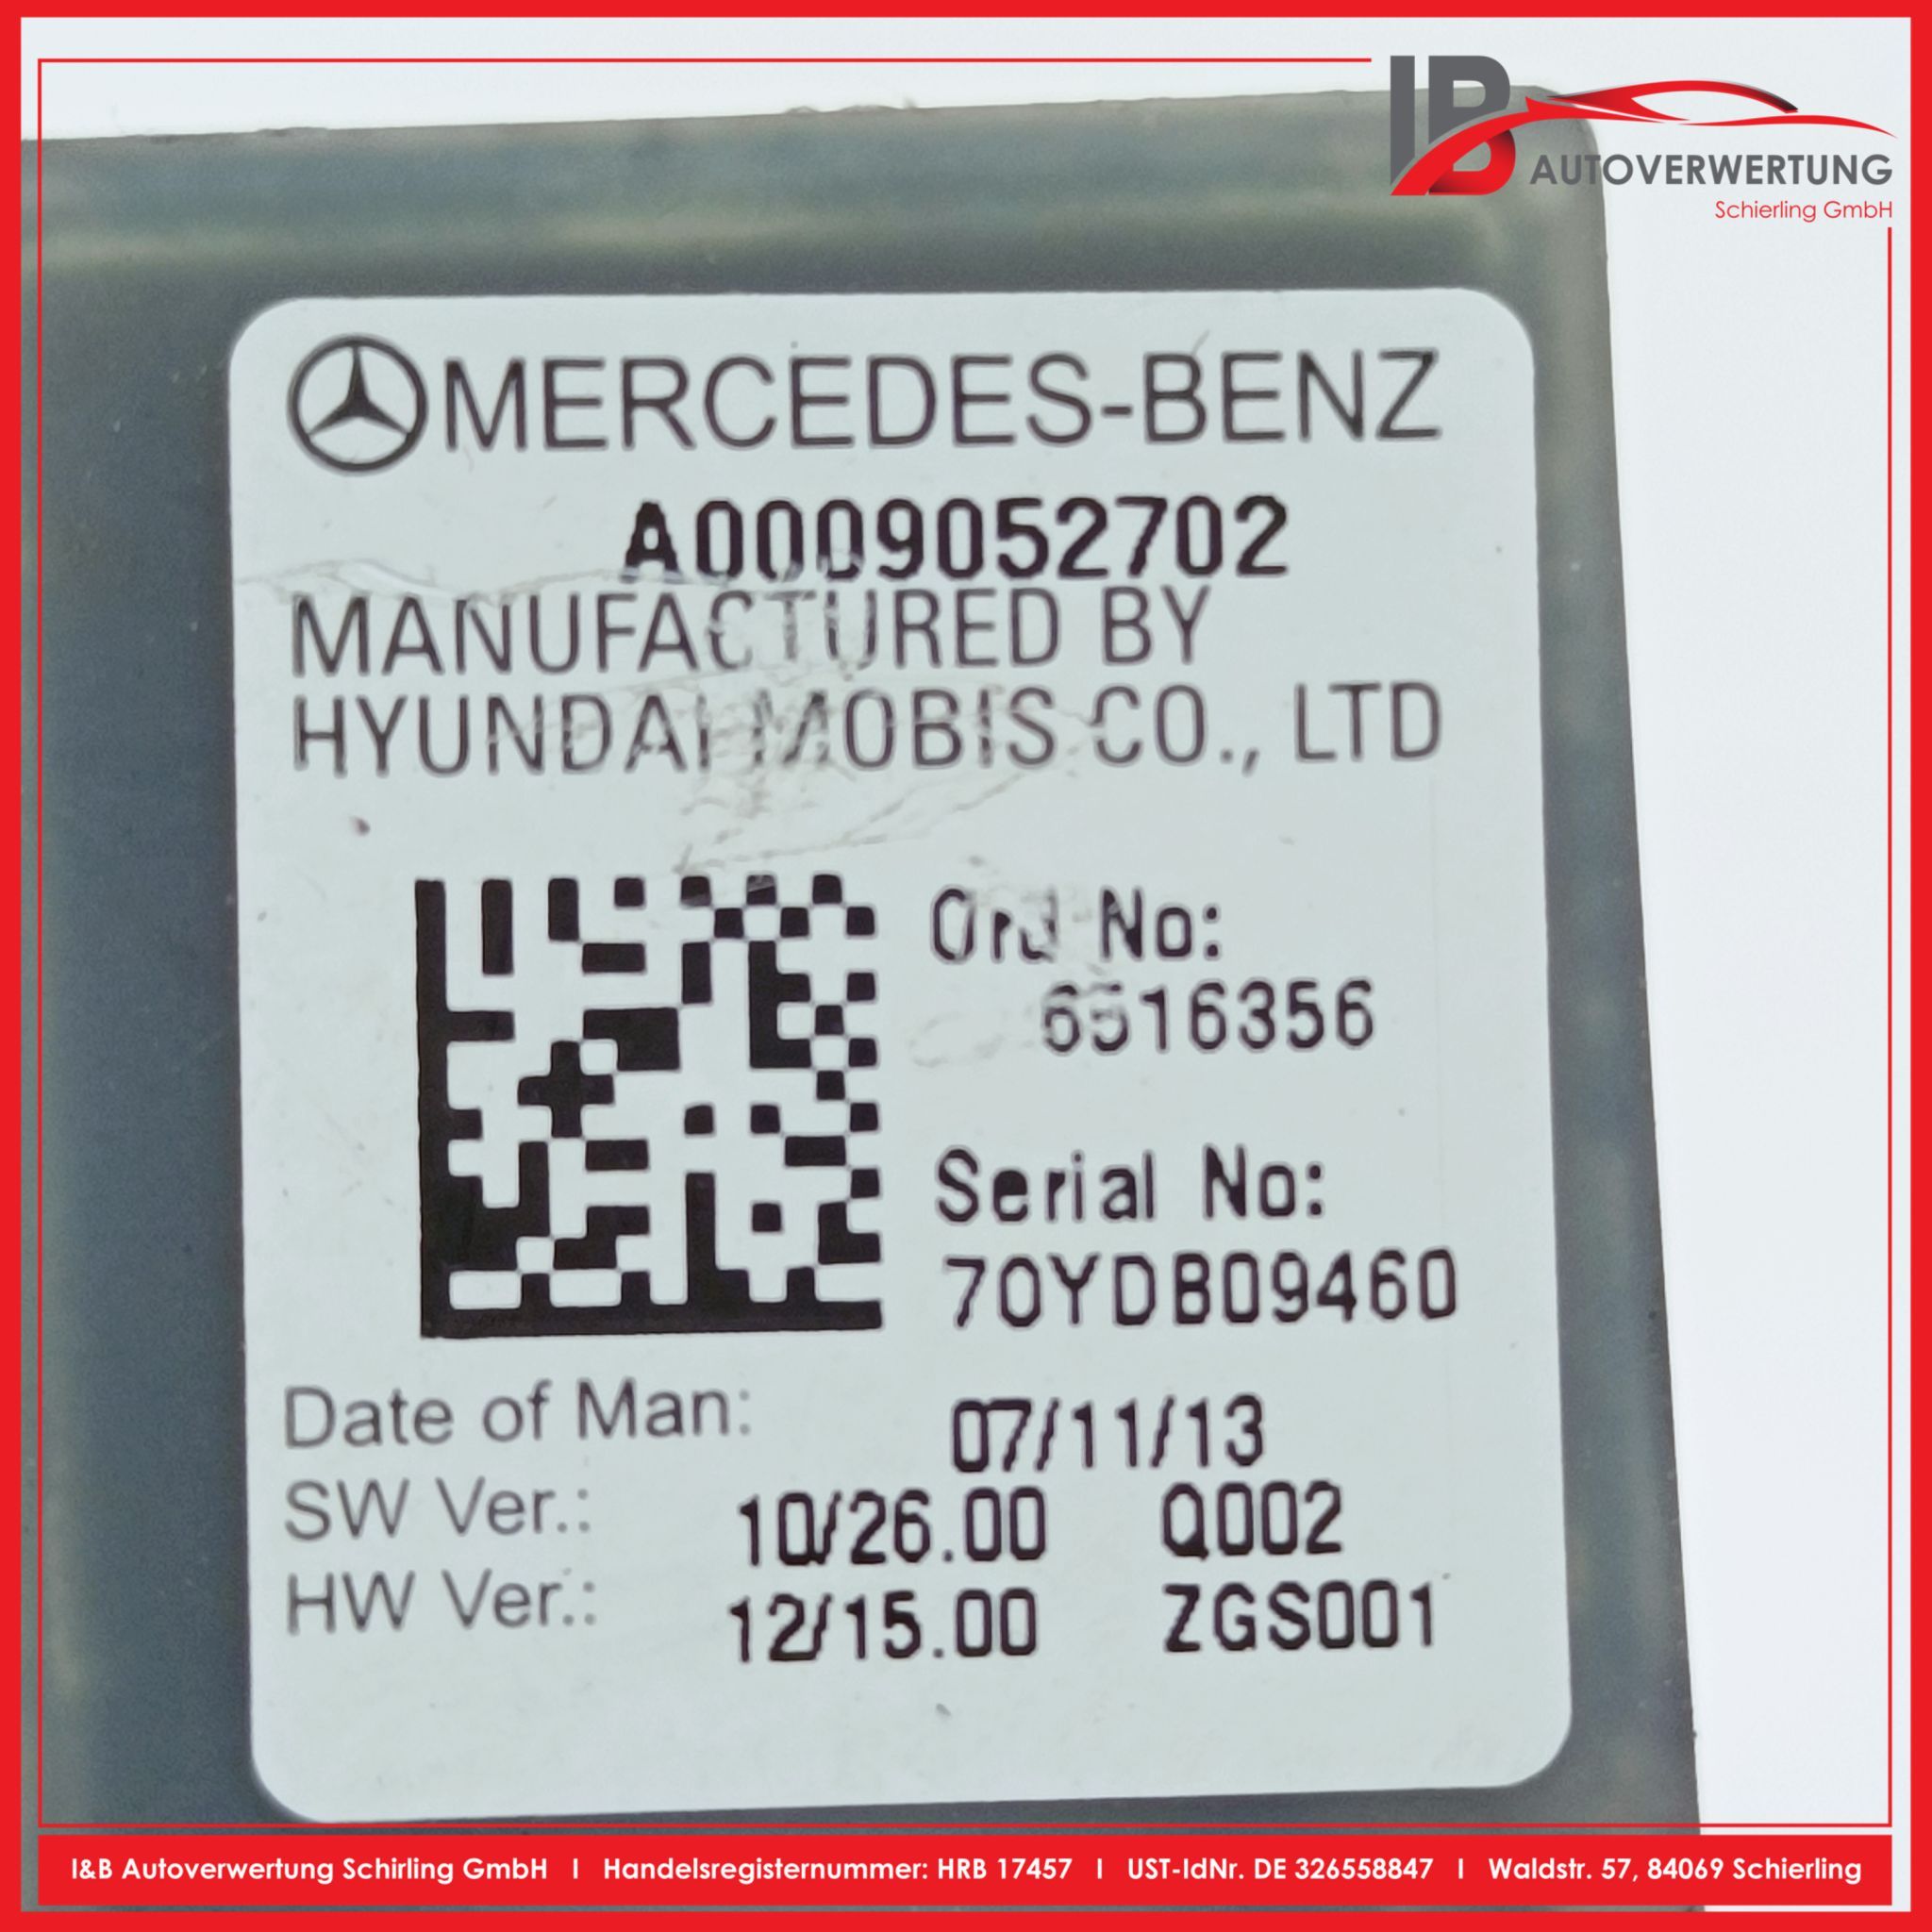 IB
AUTOVERWERTUNG
Schierling GmbH
MERCEDES-BENZ
A0009052702
MANUFACTURED BY
HYUNDAI MOBIS CO., LTD
Ord No:
6516356
Serial No:
70YDB09460
Date of Man: 07/11/13
SW Ver.: 10/26.00 Q002
HW Ver.: 12/15.00 ZGS001
I&B Autoverwertung Schirling GmbH I Handelsregisternummer: HRB 17457 I UST-IdNr. DE 326558847 I Waldstr. 57, 84069 Schierling